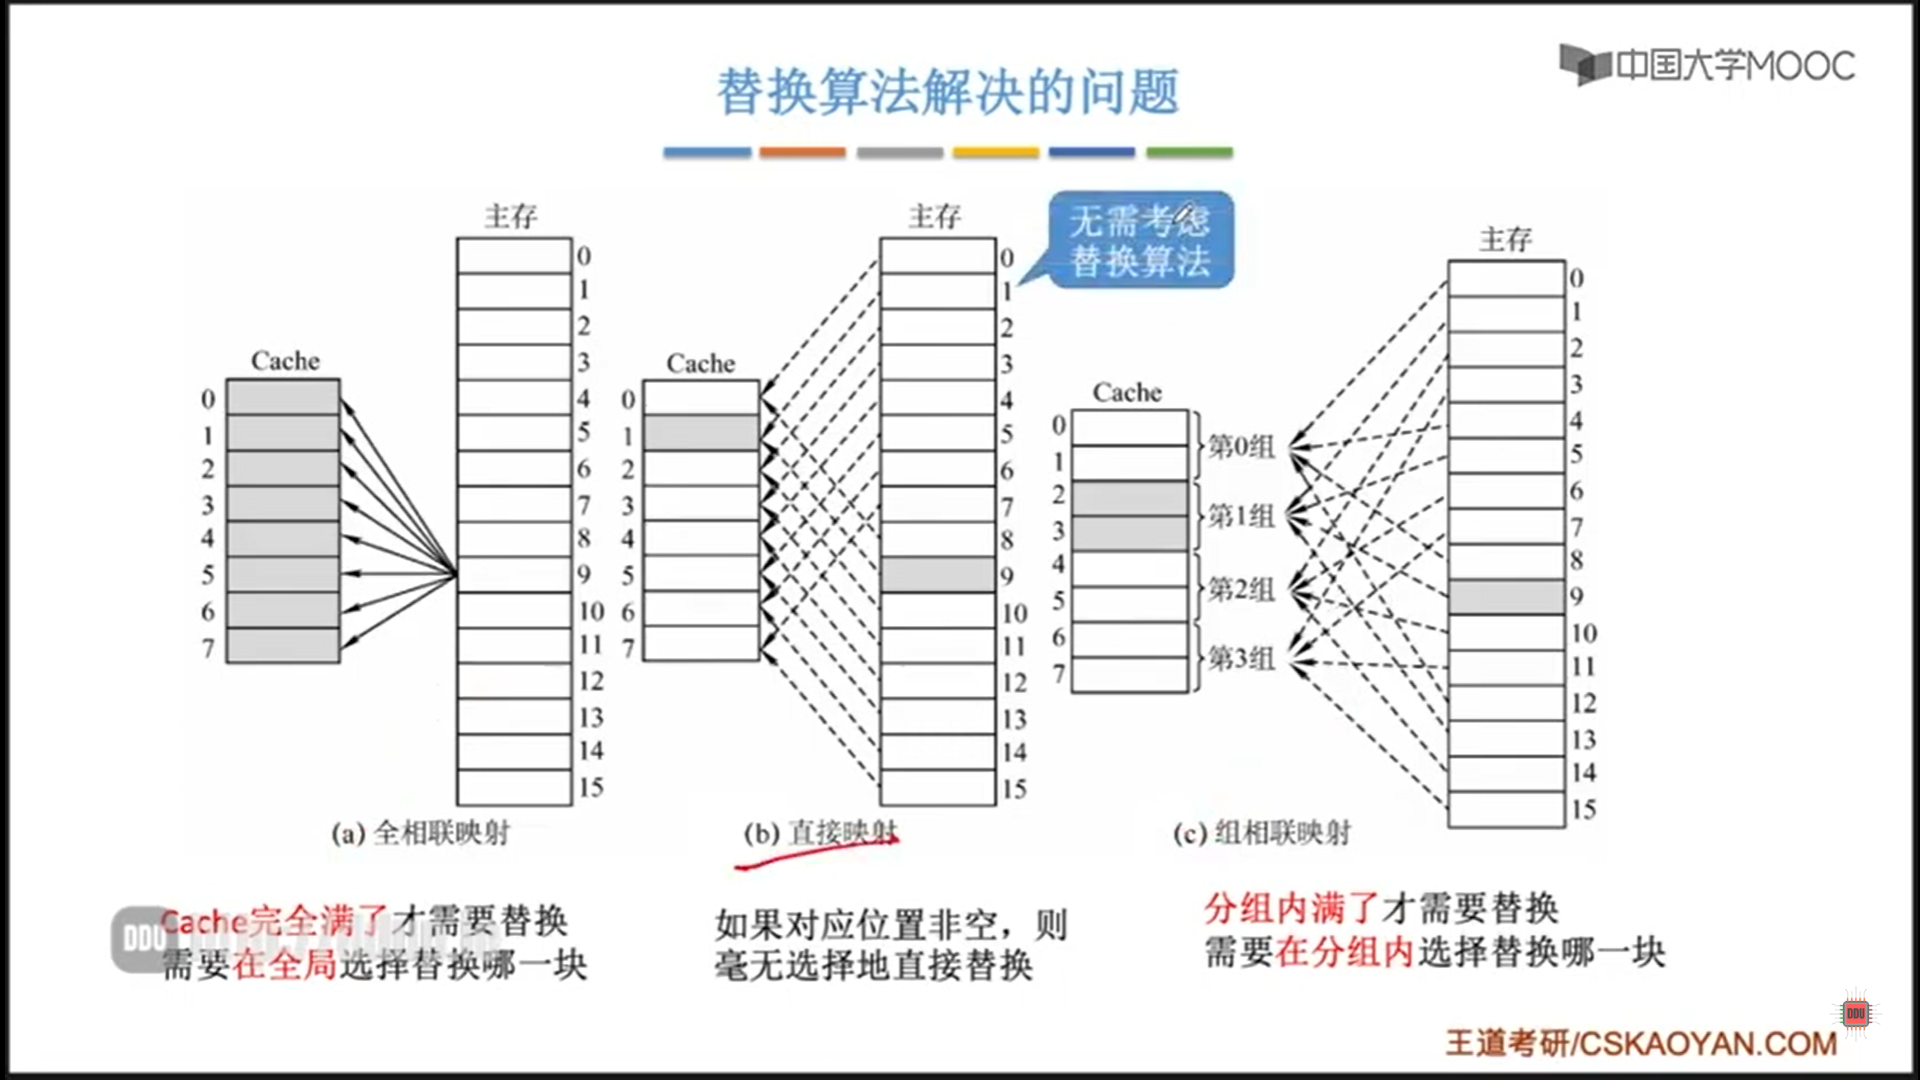 中国大学MOOC
替换算法解决的问题
无需考虑
替换算法
主存
0
1
2
3
4
5
6
7
8
9
10
11
12
13
14
15
Cache
0
1
2
3
4
5
6
7
(a) 全相联映射
主存
0
1
2
3
4
5
6
7
8
9
10
11
12
13
14
15
Cache
0
1
2
3
4
5
6
7
(b) 直接映射
主存
0
1
2
3
4
5
6
7
8
9
10
11
12
13
14
15
Cache
0
1
2
3
4
5
6
7
第0组
第1组
第2组
第3组
(c) 组相联映射
Cache完全满了才需要替换
需要在全局选择替换哪一块
如果对应位置非空，则
毫无选择地直接替换
分组内满了才需要替换
需要在分组内选择替换哪一块
DDU
DDU
王道考研/CSKAOYAN.COM